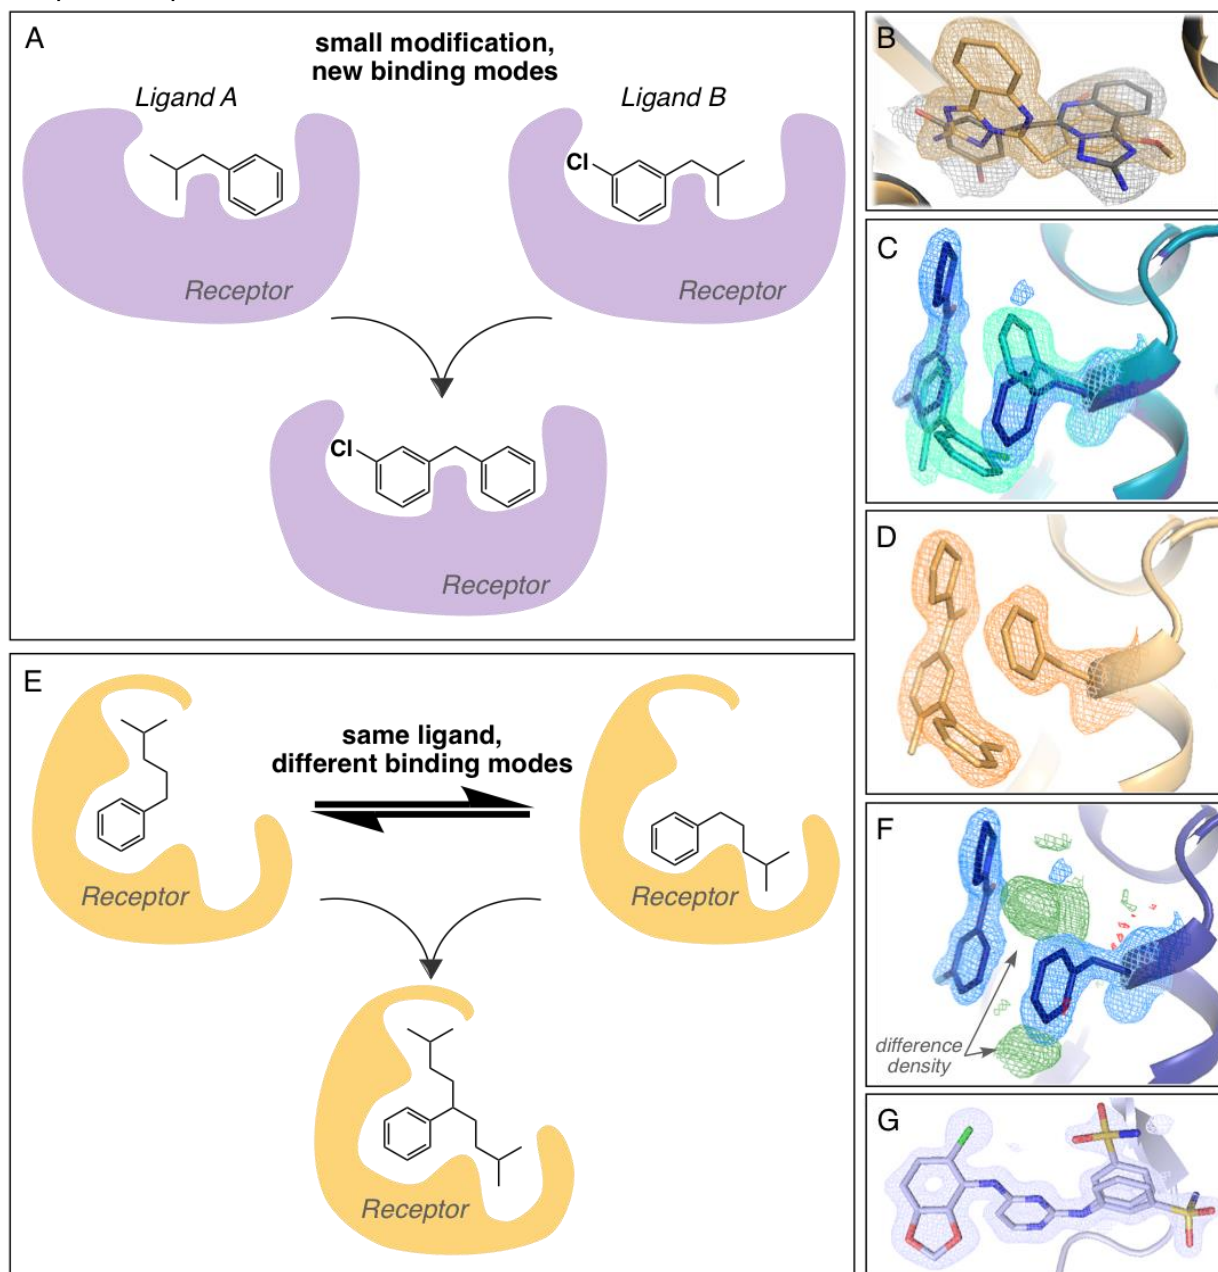 A
small modification,
new binding modes
Ligand A
Ligand B
Cl
Receptor
Receptor
Cl
Receptor
B
C
D
E
same ligand,
different binding modes
Receptor
Receptor
Receptor
F
difference
density
G